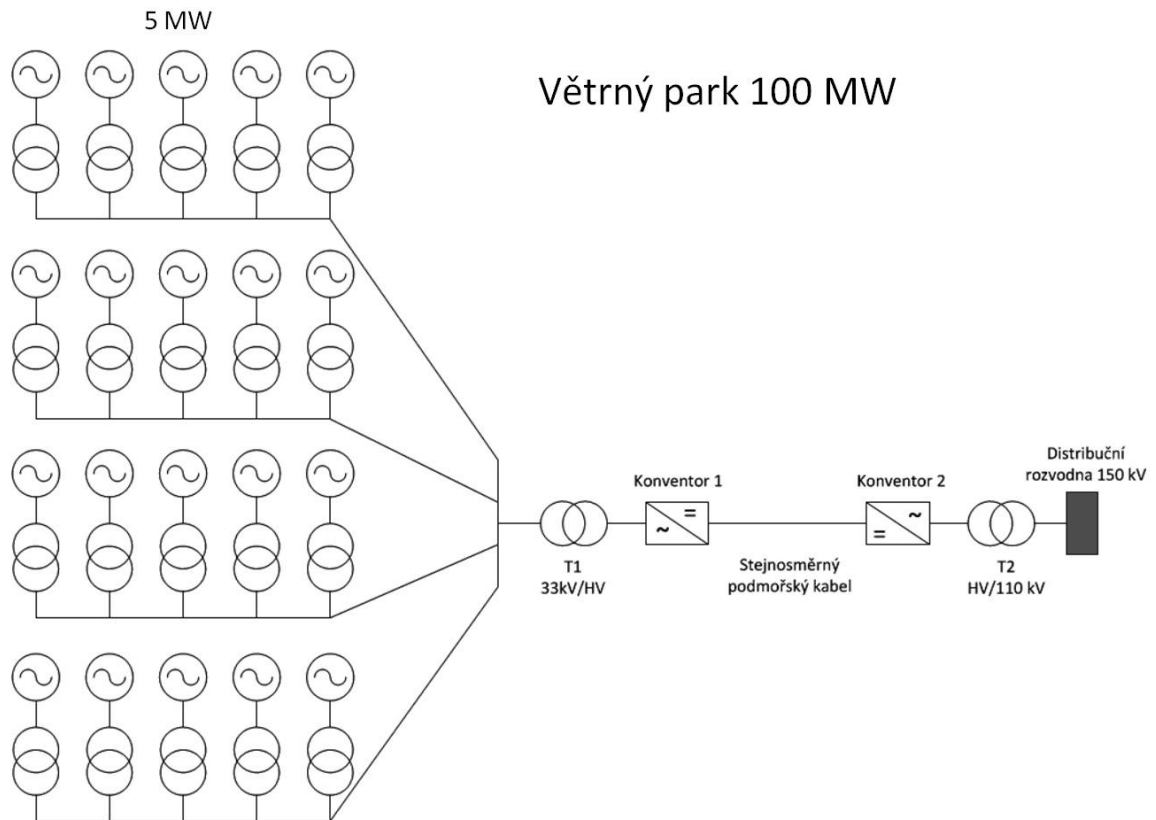 5 MW
Větrný park 100 MW
Distribuční
rozvodna 150 kV
Konventor 1
Konventor 2
=
~
~
=
T1
33kV/HV
Stejnosměrný
podmořský kabel
T2
HV/110 kV